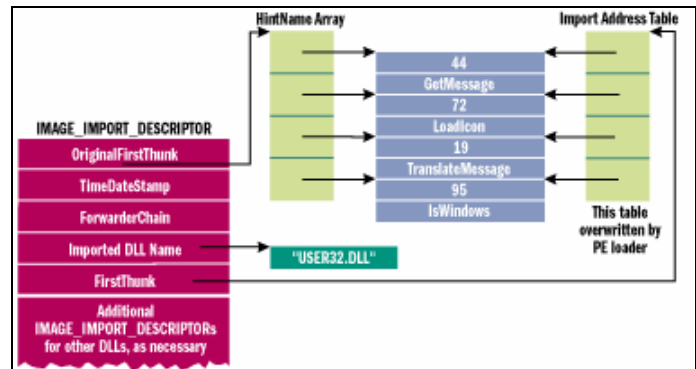 HintName Array
Import Address Table
44
GetMessage
72
LoadIcon
19
TranslateMessage
95
IsWindows
IMAGE_IMPORT_DESCRIPTOR
OriginalFirstThunk
TimeDateStamp
ForwarderChain
Imported DLL Name
FirstThunk
Additional
IMAGE_IMPORT_DESCRIPTORs
for other DLLs, as necessary
"USER32.DLL"
This table
overwritten by
PE loader